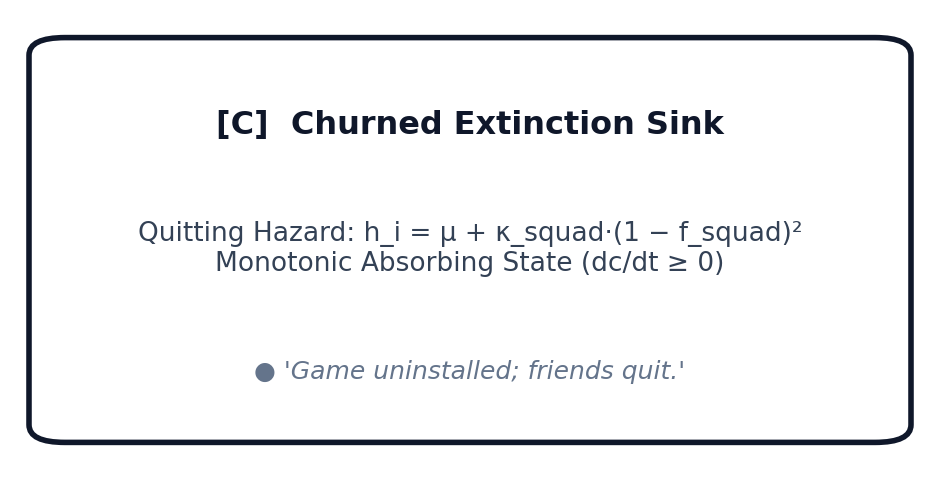 [C]  Churned Extinction Sink
Quitting Hazard: h_i = μ + κ_squad·(1 − f_squad)²
Monotonic Absorbing State (dc/dt ≥ 0)
● 'Game uninstalled; friends quit.'